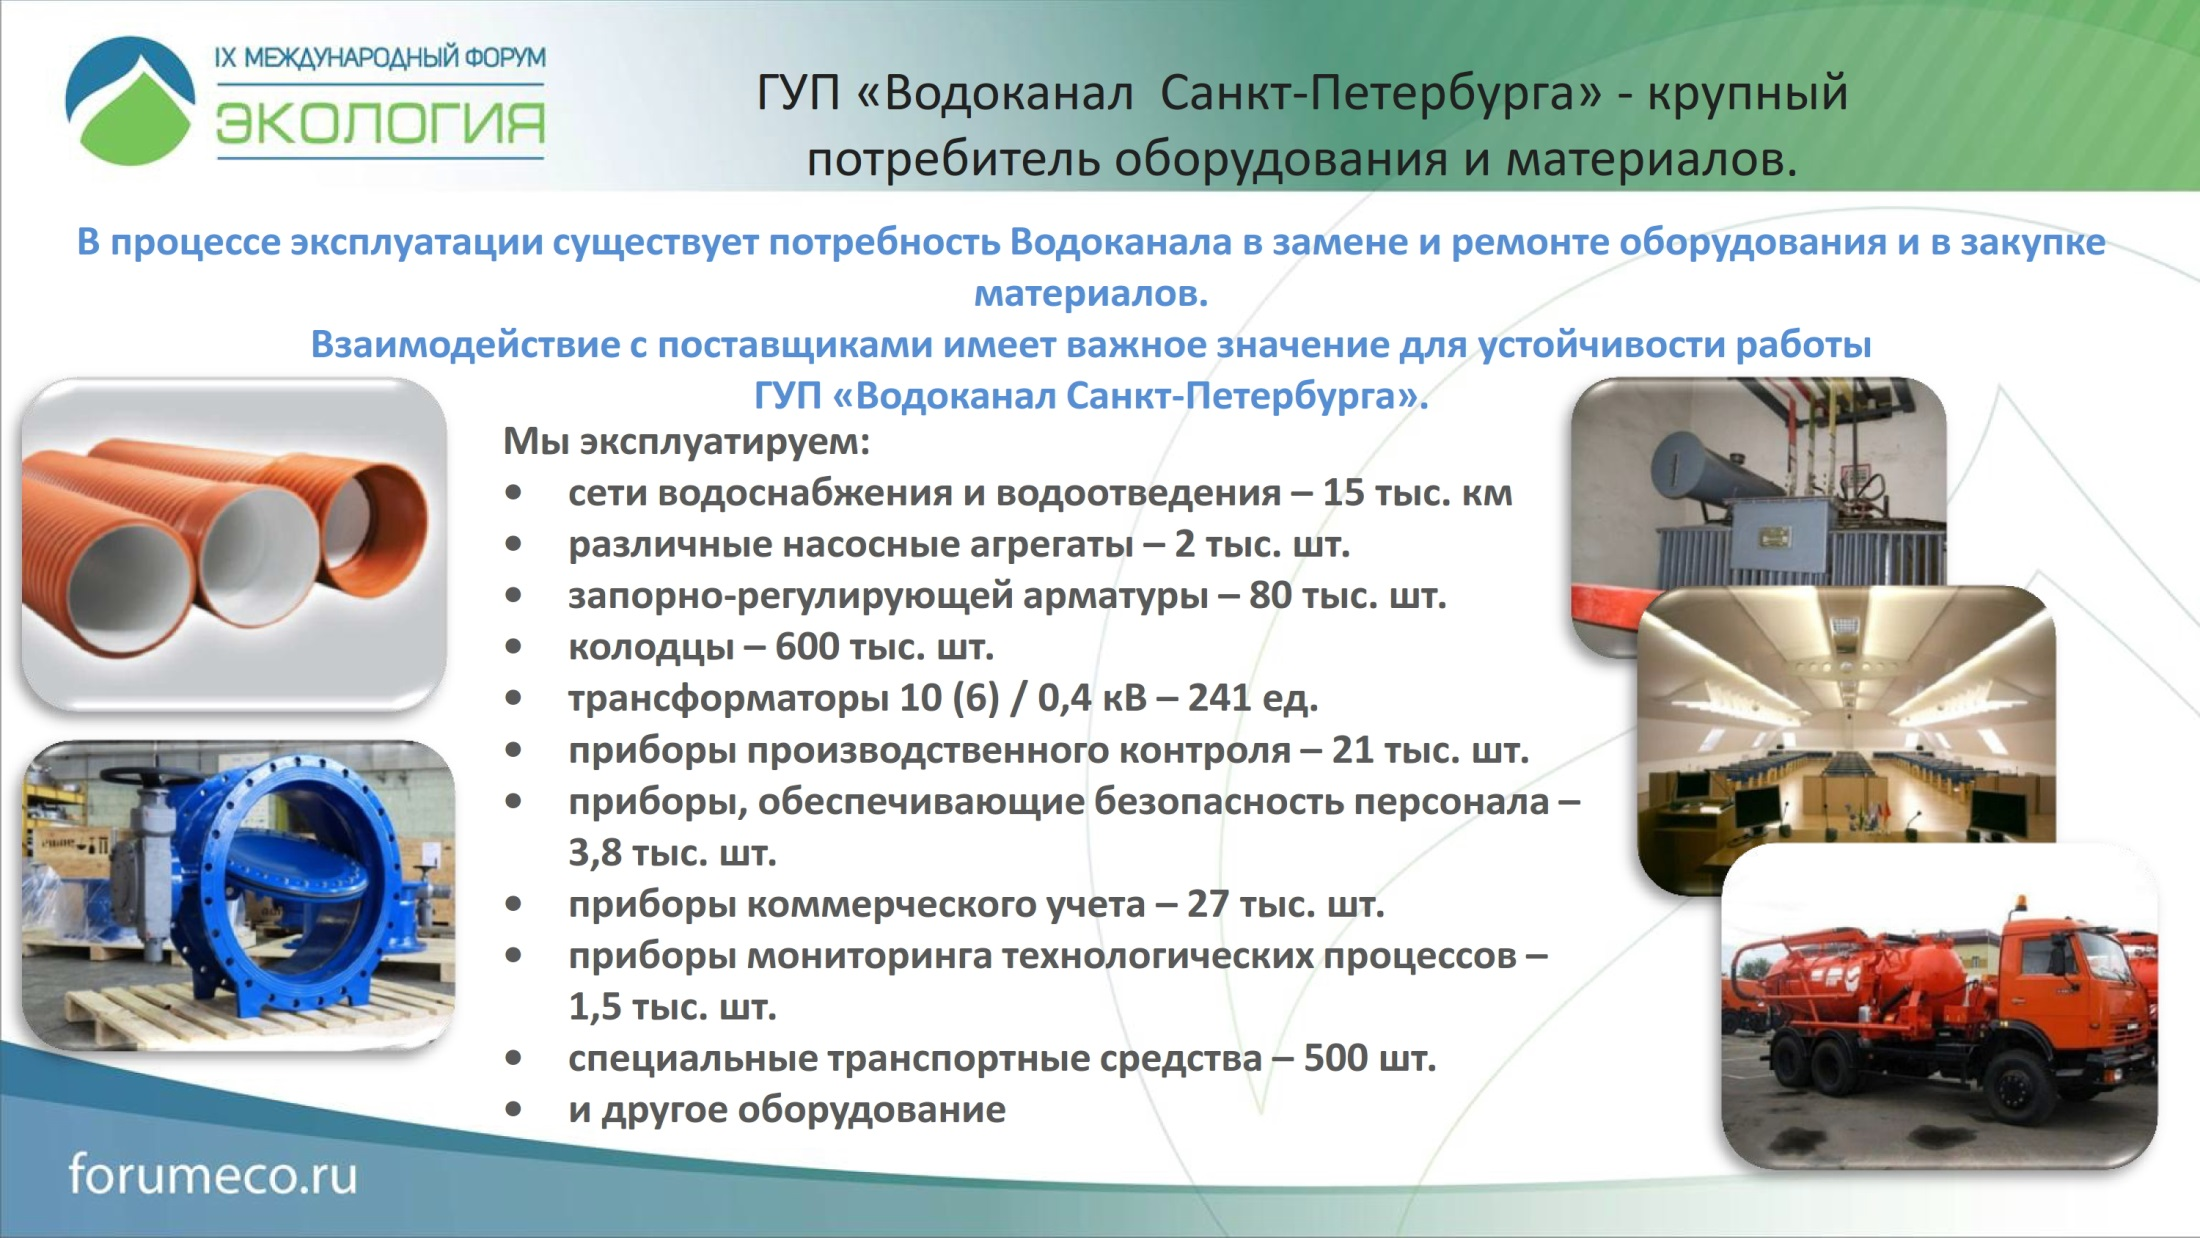 IX МЕЖДУНАРОДНЫЙ ФОРУМ
ЭКОЛОГИЯ
ГУП «Водоканал  Санкт-Петербурга» - крупный
потребитель оборудования и материалов.
В процессе эксплуатации существует потребность Водоканала в замене и ремонте оборудования и в закупке
материалов.
Взаимодействие с поставщиками имеет важное значение для устойчивости работы
ГУП «Водоканал Санкт-Петербурга».
Мы эксплуатируем:
• сети водоснабжения и водоотведения – 15 тыс. км
• различные насосные агрегаты – 2 тыс. шт.
• запорно-регулирующей арматуры – 80 тыс. шт.
• колодцы – 600 тыс. шт.
• трансформаторы 10 (6) / 0,4 кВ – 241 ед.
• приборы производственного контроля – 21 тыс. шт.
• приборы, обеспечивающие безопасность персонала –
3,8 тыс. шт.
• приборы коммерческого учета – 27 тыс. шт.
• приборы мониторинга технологических процессов –
1,5 тыс. шт.
• специальные транспортные средства – 500 шт.
• и другое оборудование
forumeco.ru